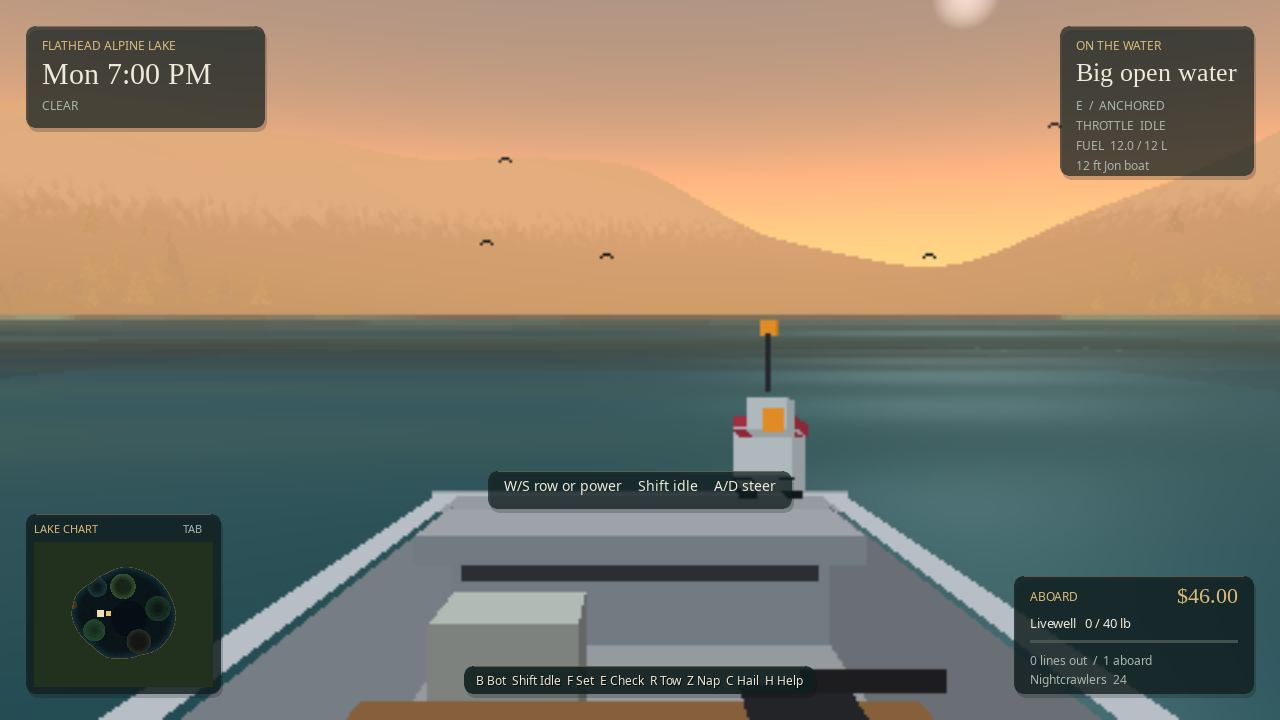 FLATHEAD ALPINE LAKE
Mon 7:00 PM
CLEAR
ON THE WATER
Big open water
E / ANCHORED
THROTTLE IDLE
FUEL 12.0 / 12 L
12 ft Jon boat
W/S row or power Shift idle A/D steer
LAKE CHART TAB
ABOARD $46.00
Livewell 0 / 40 lb
0 lines out / 1 aboard
Nightcrawlers 24
B Bot Shift Idle F Set E Check R Tow Z Nap C Hail H Help